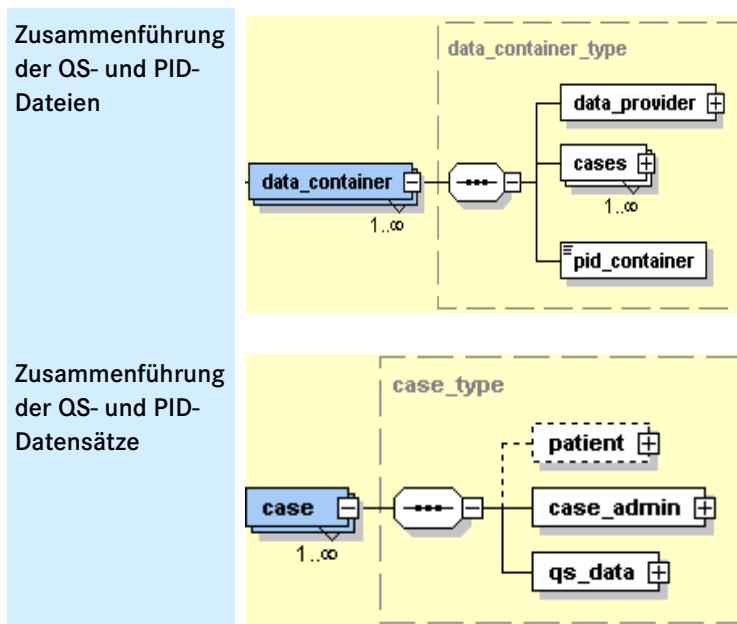 Zusammenführung
der QS- und PID-
Dateien
data_container_type
data_provider
cases
1..∞
data_container
1..∞
pid_container
Zusammenführung
der QS- und PID-
Datensätze
case_type
patient
case
1..∞
case_admin
qs_data